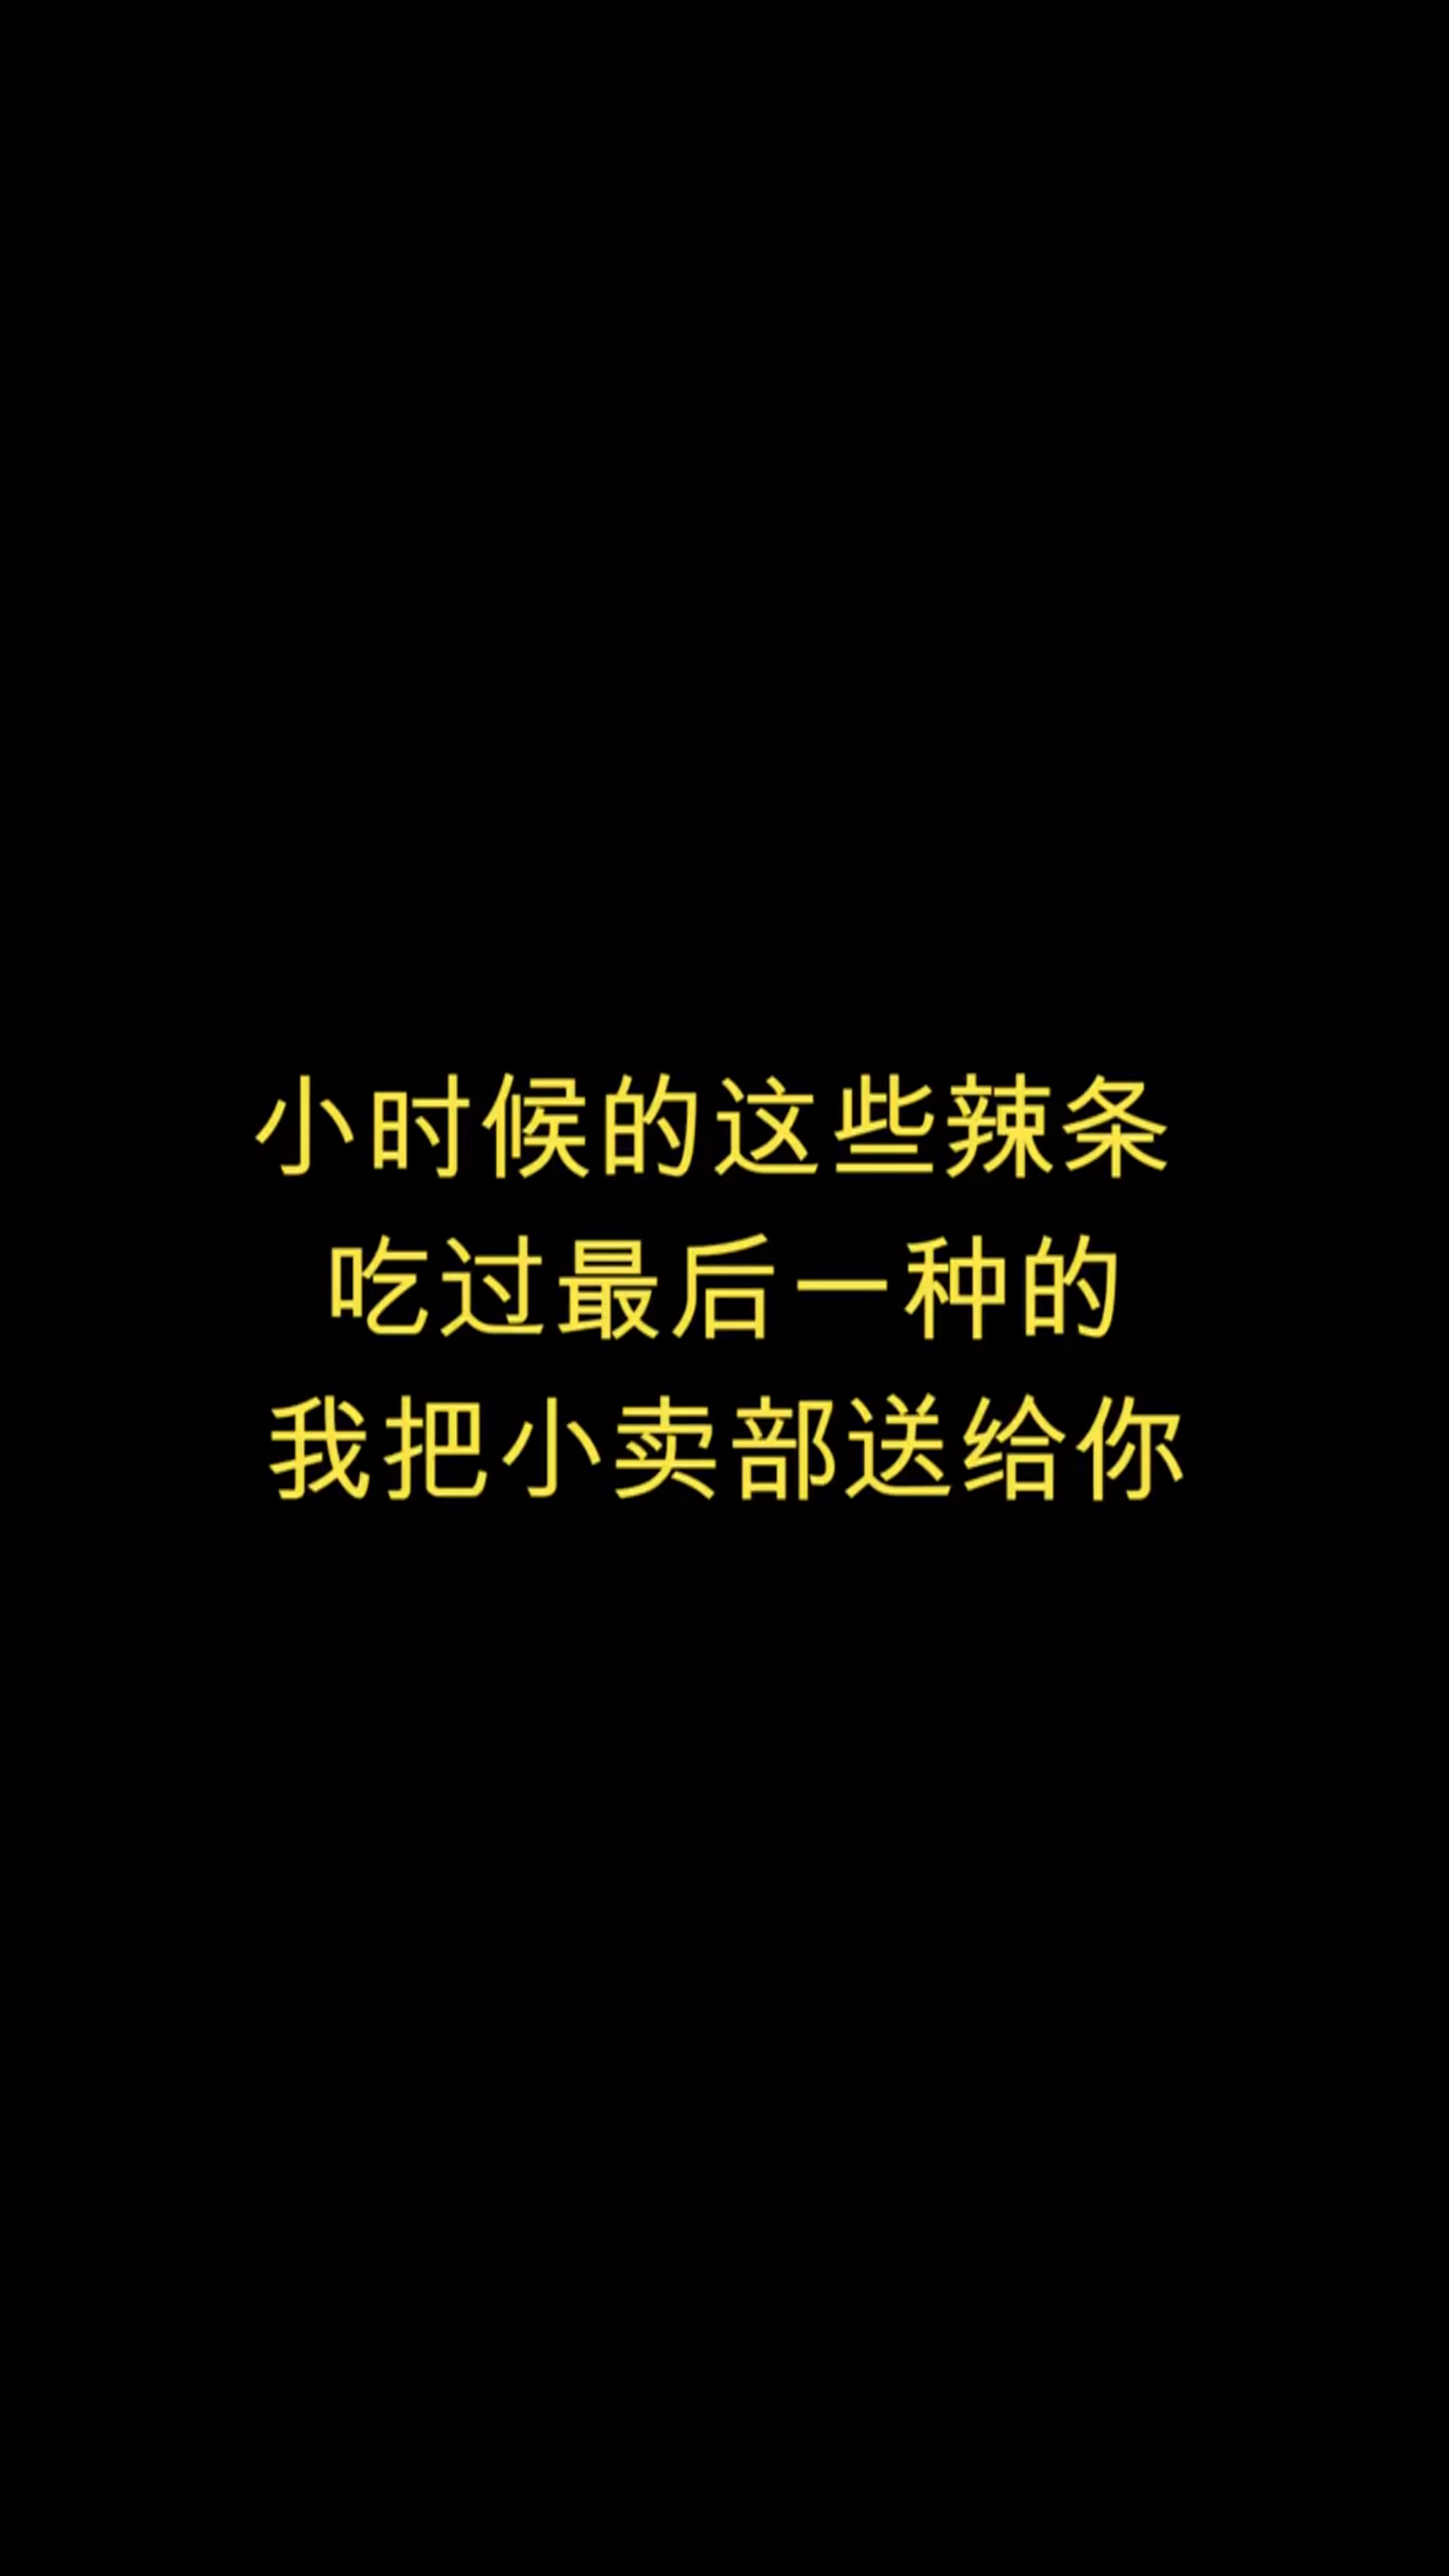 小时候的这些辣条
吃过最后一种的
我把小卖部送给你